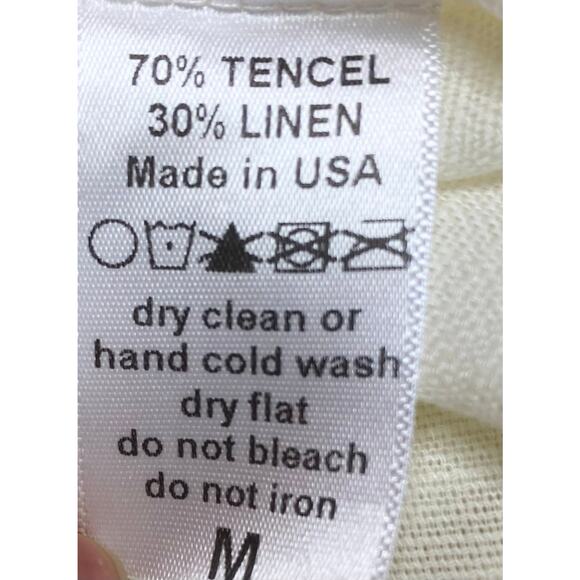 70% TENCEL
30% LINEN
Made in USA
dry clean or
hand cold wash
dry flat
do not bleach
do not iron
M